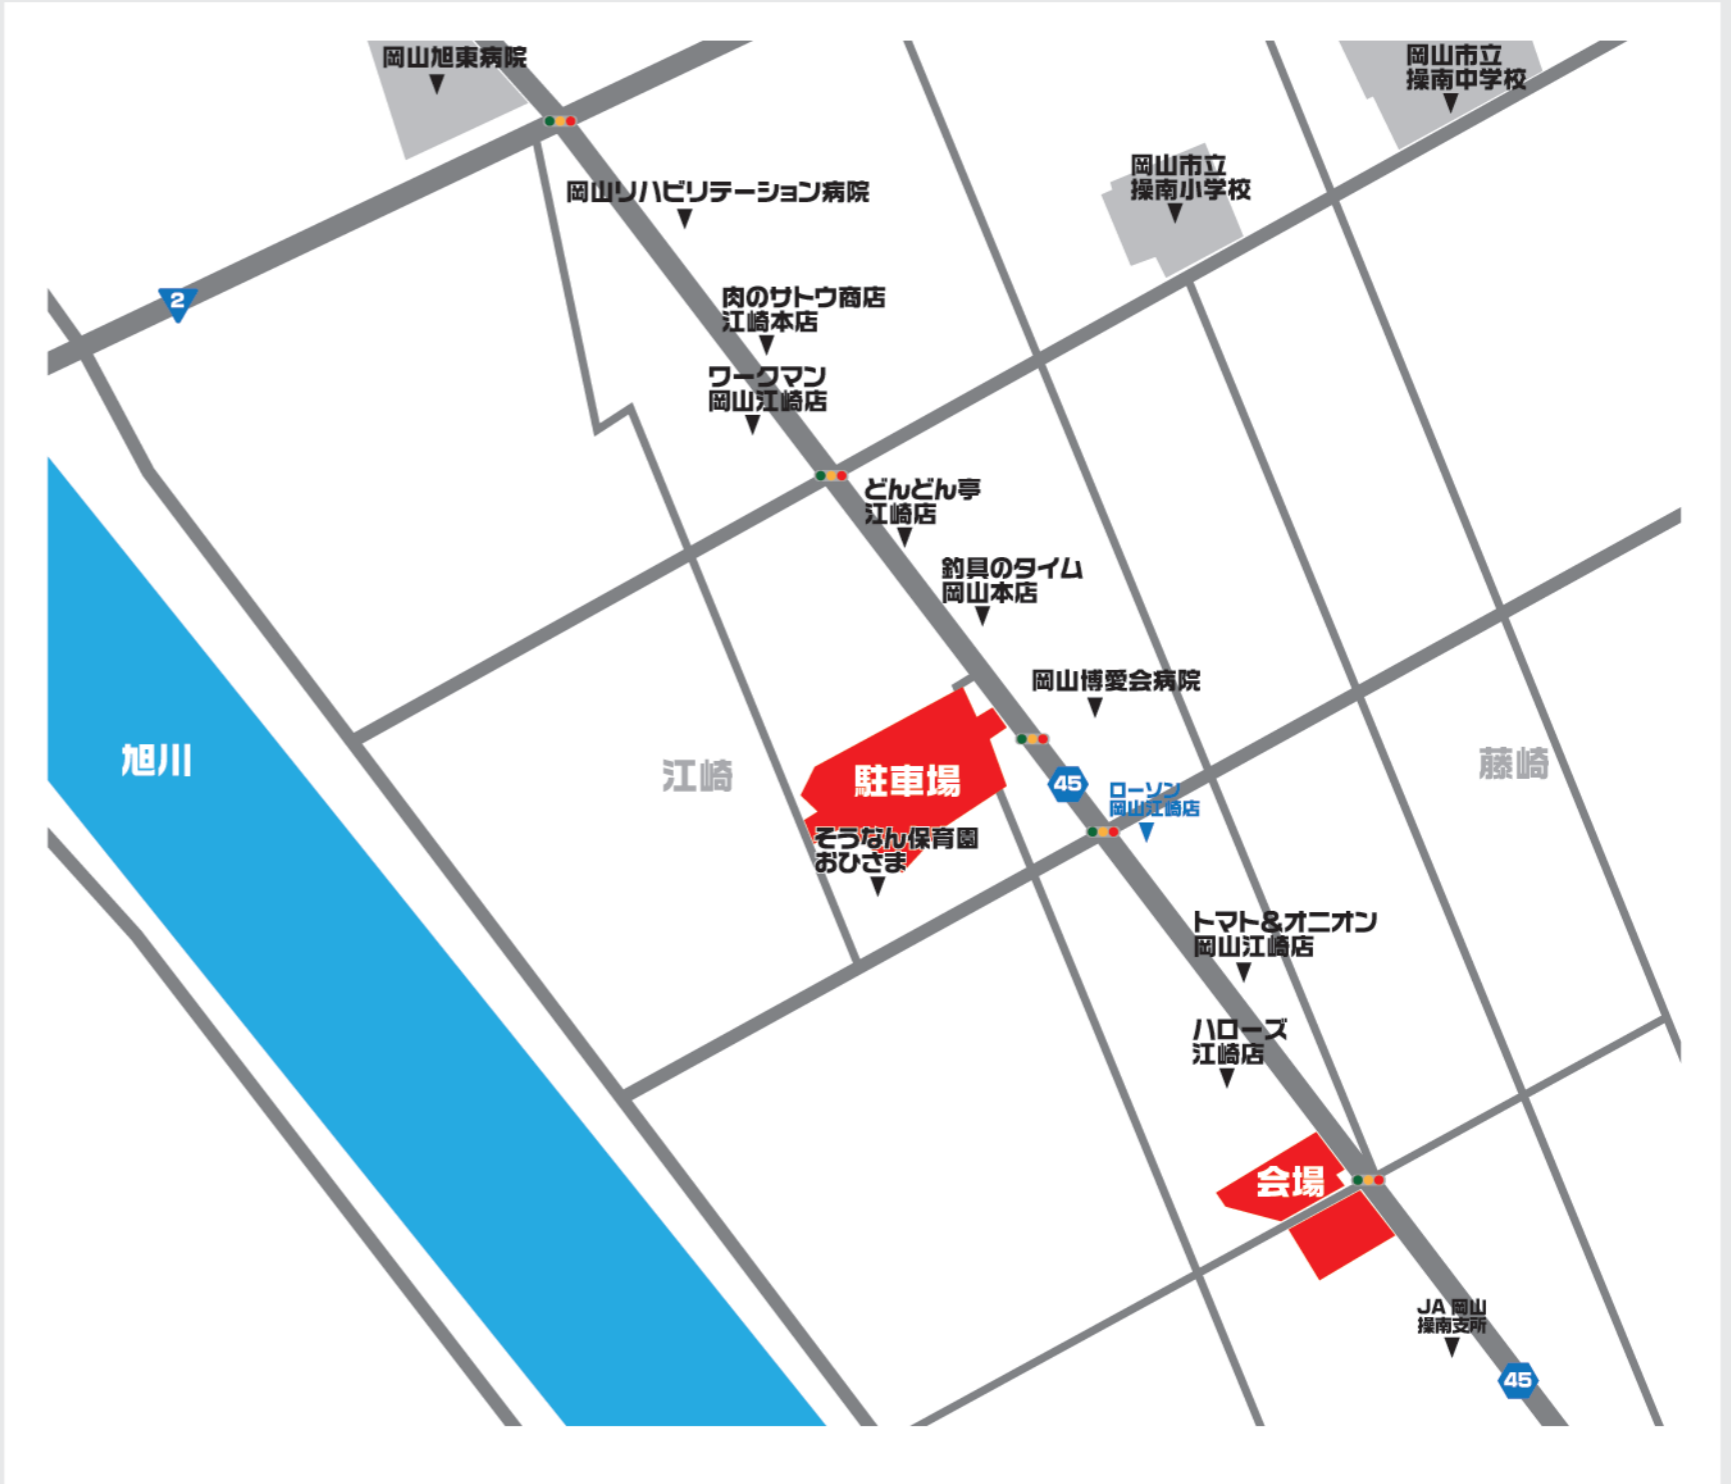 岡山旭東病院
岡山市立
操南中学校
岡山市立
操南小学校
岡山リハビリテーション病院
2
肉のサトウ商店
江崎本店
ワークマン
岡山江崎店
どんどん亭
江崎店
釣具のタイム
岡山本店
岡山博愛会病院
旭川
江崎
駐車場
45
ローソン
岡山江崎店
藤崎
そうなん保育園
おひさま
トマト&オニオン
岡山江崎店
ハローズ
江崎店
会場
JA 岡山
操南支所
45